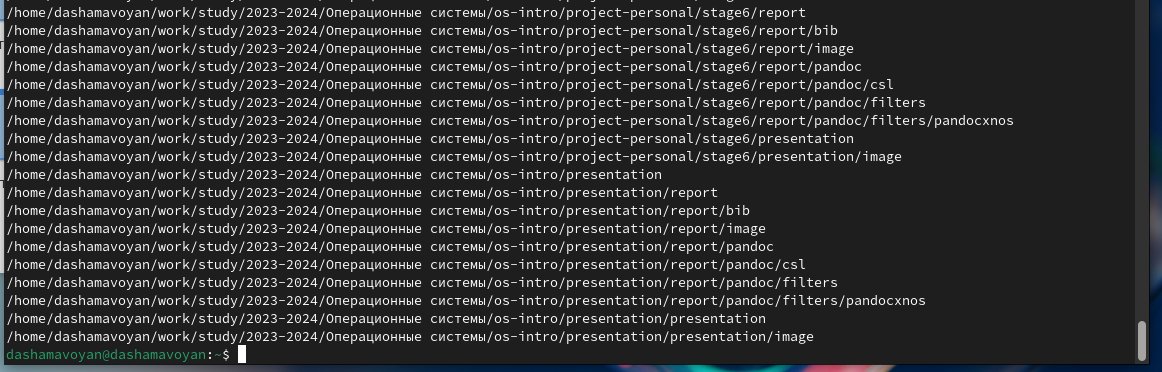 /home/dashamavoyan/work/study/2023-2024/Операционные системы/os-intro/project-personal/stage6/report
/home/dashamavoyan/work/study/2023-2024/Операционные системы/os-intro/project-personal/stage6/report/bib
/home/dashamavoyan/work/study/2023-2024/Операционные системы/os-intro/project-personal/stage6/report/image
/home/dashamavoyan/work/study/2023-2024/Операционные системы/os-intro/project-personal/stage6/report/pandoc
/home/dashamavoyan/work/study/2023-2024/Операционные системы/os-intro/project-personal/stage6/report/pandoc/csl
/home/dashamavoyan/work/study/2023-2024/Операционные системы/os-intro/project-personal/stage6/report/pandoc/filters
/home/dashamavoyan/work/study/2023-2024/Операционные системы/os-intro/project-personal/stage6/report/pandoc/filters/pandocxnos
/home/dashamavoyan/work/study/2023-2024/Операционные системы/os-intro/project-personal/stage6/presentation
/home/dashamavoyan/work/study/2023-2024/Операционные системы/os-intro/project-personal/stage6/presentation/image
/home/dashamavoyan/work/study/2023-2024/Операционные системы/os-intro/presentation
/home/dashamavoyan/work/study/2023-2024/Операционные системы/os-intro/presentation/report
/home/dashamavoyan/work/study/2023-2024/Операционные системы/os-intro/presentation/report/bib
/home/dashamavoyan/work/study/2023-2024/Операционные системы/os-intro/presentation/report/image
/home/dashamavoyan/work/study/2023-2024/Операционные системы/os-intro/presentation/report/pandoc
/home/dashamavoyan/work/study/2023-2024/Операционные системы/os-intro/presentation/report/pandoc/csl
/home/dashamavoyan/work/study/2023-2024/Операционные системы/os-intro/presentation/report/pandoc/filters
/home/dashamavoyan/work/study/2023-2024/Операционные системы/os-intro/presentation/report/pandoc/filters/pandocxnos
/home/dashamavoyan/work/study/2023-2024/Операционные системы/os-intro/presentation/presentation
/home/dashamavoyan/work/study/2023-2024/Операционные системы/os-intro/presentation/presentation/image
dashamavoyan@dashamavoyan:~$